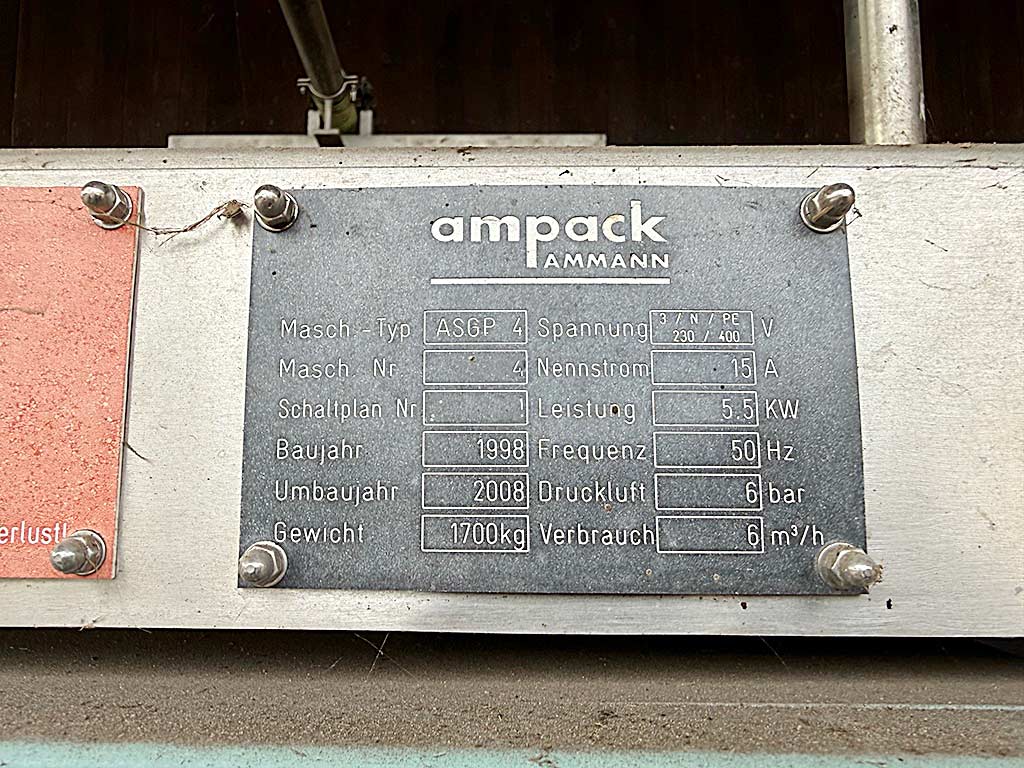 ampack
AMMANN
Masch.-Typ ASGP 4 Spannung 3 / N / PE 230 / 400 V
Masch. Nr. 4 Nennstrom 15 A
Schaltplan Nr. 1 Leistung 5.5 KW
Baujahr 1998 Frequenz 50 Hz
Umbaujahr 2008 Druckluft 6 bar
Gewicht 1700kg Verbrauch 6 m³/h
erlust!